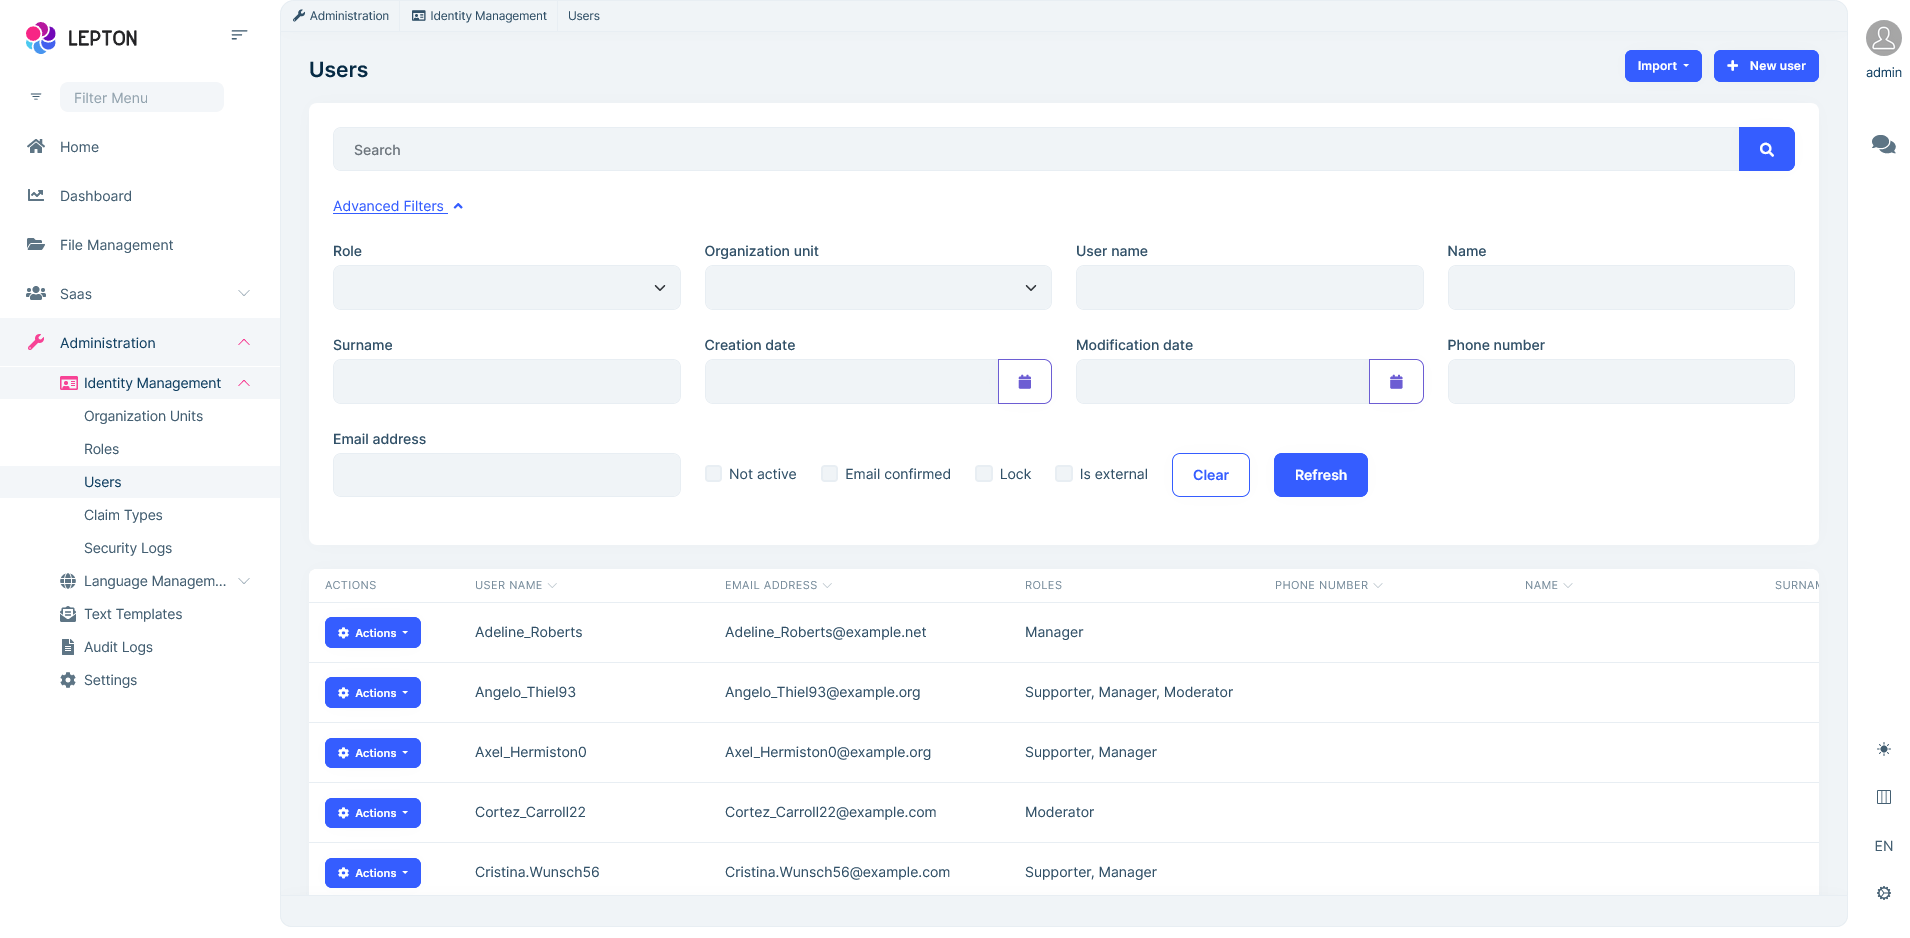 LEPTON
Filter Menu
Home
Dashboard
File Management
Saas
Administration
Identity Management
Organization Units
Roles
Users
Claim Types
Security Logs
Language Managem...
Text Templates
Audit Logs
Settings
Administration Identity Management Users
Users
Import New user
Search
Advanced Filters
Role Organization unit User name Name
Surname Creation date Modification date Phone number
Email address
Not active Email confirmed Lock Is external Clear Refresh
ACTIONS USER NAME EMAIL ADDRESS ROLES PHONE NUMBER NAME SURNAM
Actions Adeline_Roberts Adeline_Roberts@example.net Manager
Actions Angelo_Thiel93 Angelo_Thiel93@example.org Supporter, Manager, Moderator
Actions Axel_Hermiston0 Axel_Hermiston0@example.org Supporter, Manager
Actions Cortez_Carroll22 Cortez_Carroll22@example.com Moderator
Actions Cristina.Wunsch56 Cristina.Wunsch56@example.com Supporter, Manager
admin
EN